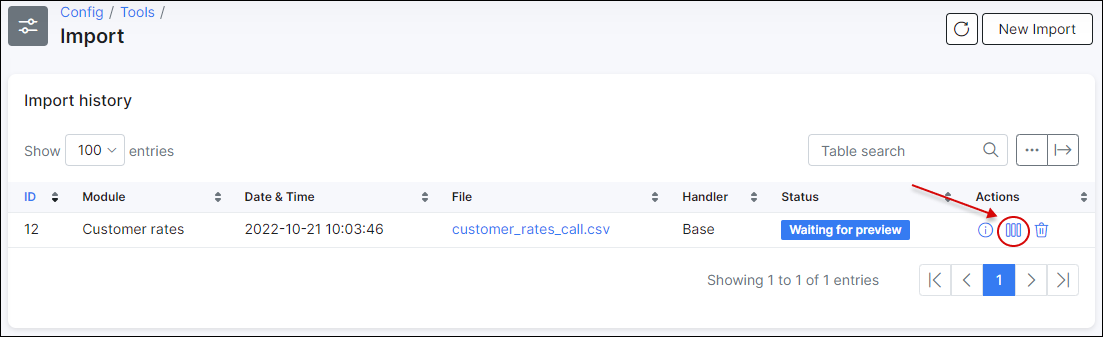 Config / Tools /
Import
New Import
Import history
Show 100 entries
Table search
ID Module Date & Time File Handler Status Actions
12 Customer rates 2022-10-21 10:03:46 customer_rates_call.csv Base Waiting for preview
Showing 1 to 1 of 1 entries
1